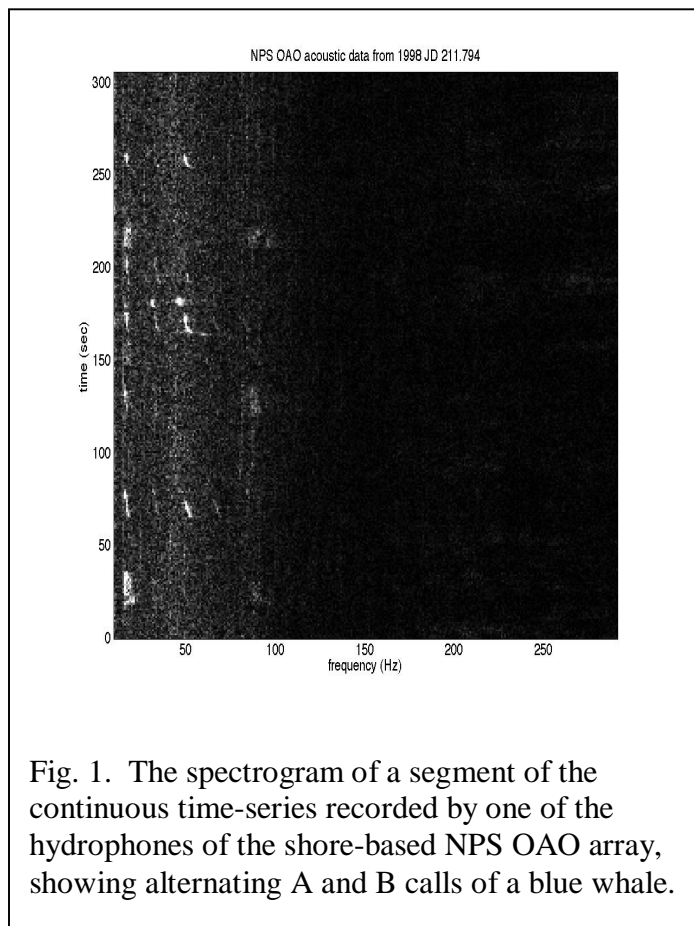 NPS OAO acoustic data from 1998 JD 211.794
300
250
200
150
100
50
0
time (sec)
50 100 150 200 250
frequency (Hz)
Fig. 1. The spectrogram of a segment of the
continuous time-series recorded by one of the
hydrophones of the shore-based NPS OAO array,
showing alternating A and B calls of a blue whale.